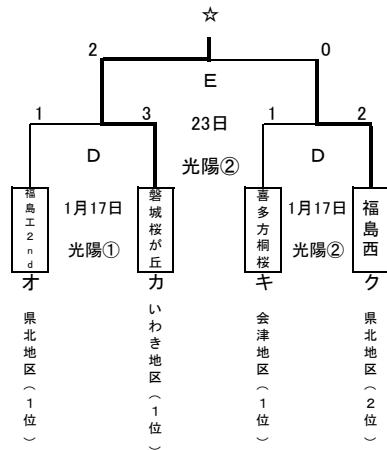 ☆
2
0
E
1
3
23日
1
2
D
光陽②
D
福島工2nd
1月17日
光陽①
磐城桜が丘
喜多方桐桜
1月17日
光陽②
福島西
オ
カ
キ
ク
県北地区(1位)
いわき地区(1位)
会津地区(1位)
県北地区(2位)